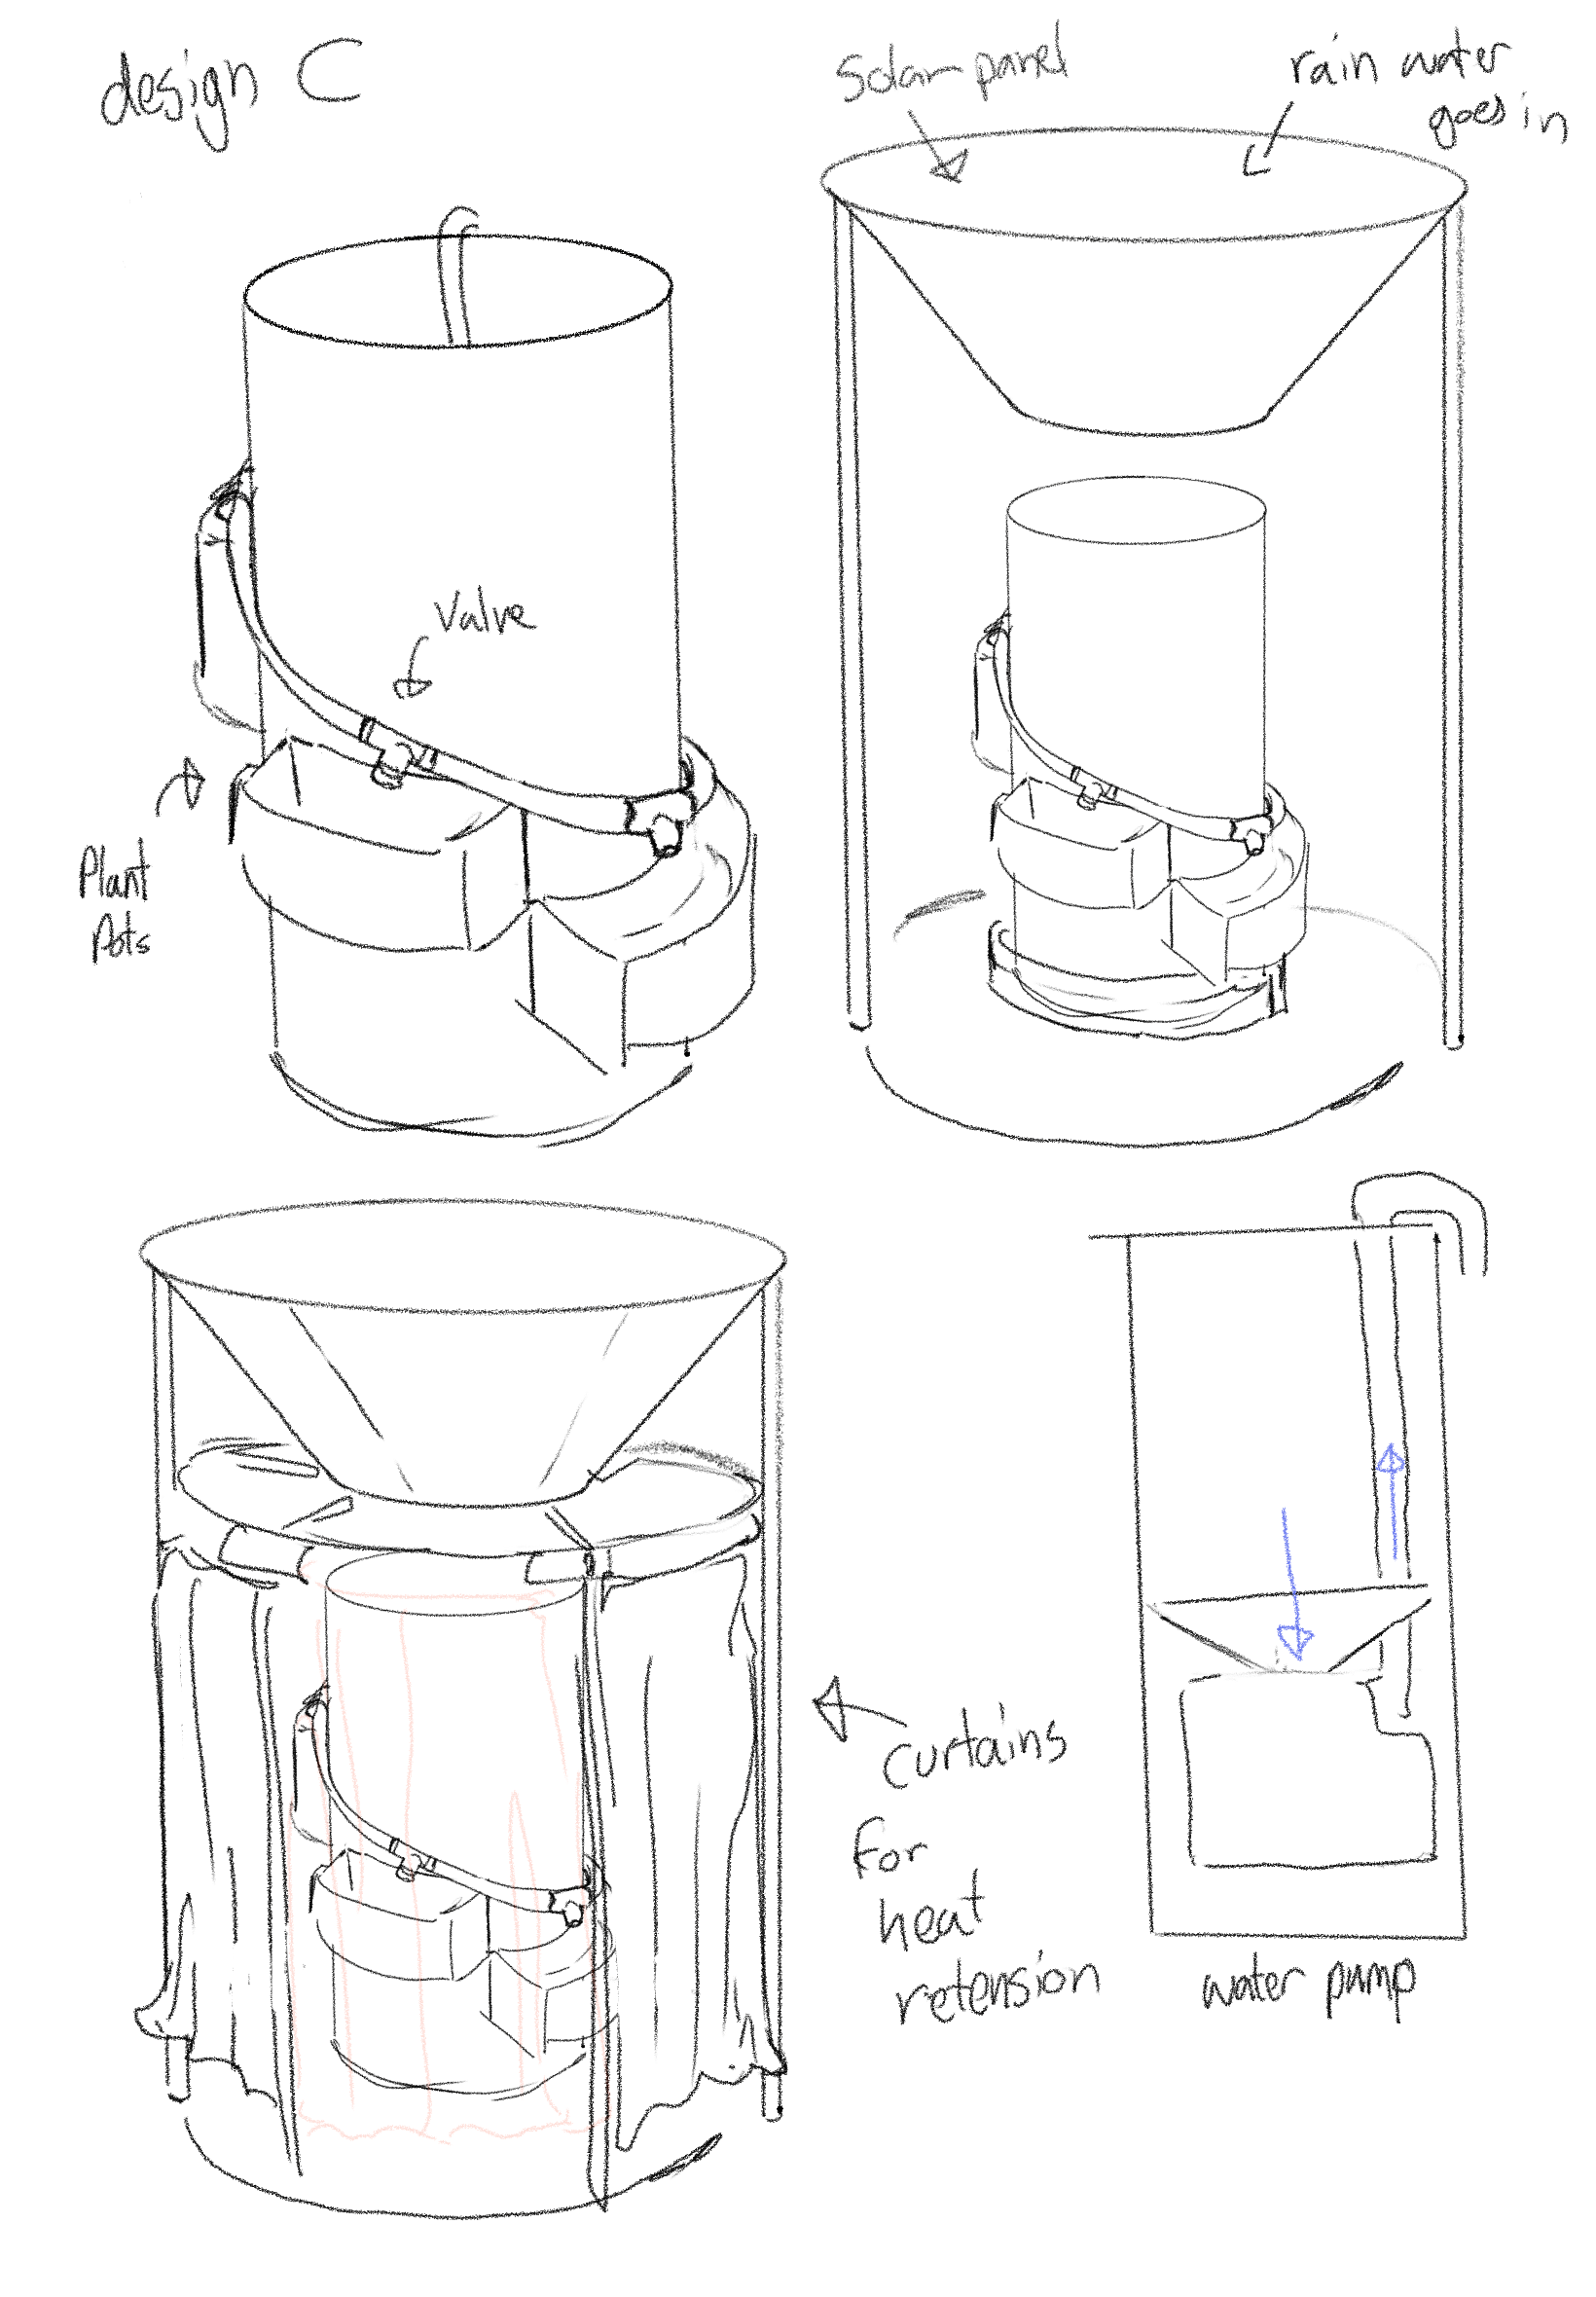 design C
Solar panel
rain water
goes in
Valve
Plant
Pots
curtains
for
heat
retension
water pump